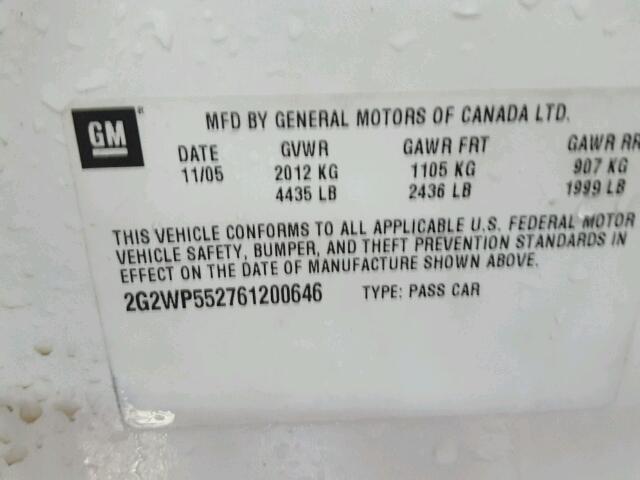 GM
MFD BY GENERAL MOTORS OF CANADA LTD.
DATE GVWR GAWR FRT GAWR RR
11/05 2012 KG 1105 KG 907 KG
4435 LB 2436 LB 1999 LB
THIS VEHICLE CONFORMS TO ALL APPLICABLE U.S. FEDERAL MOTOR
VEHICLE SAFETY, BUMPER, AND THEFT PREVENTION STANDARDS IN
EFFECT ON THE DATE OF MANUFACTURE SHOWN ABOVE.
2G2WP552761200646 TYPE: PASS CAR